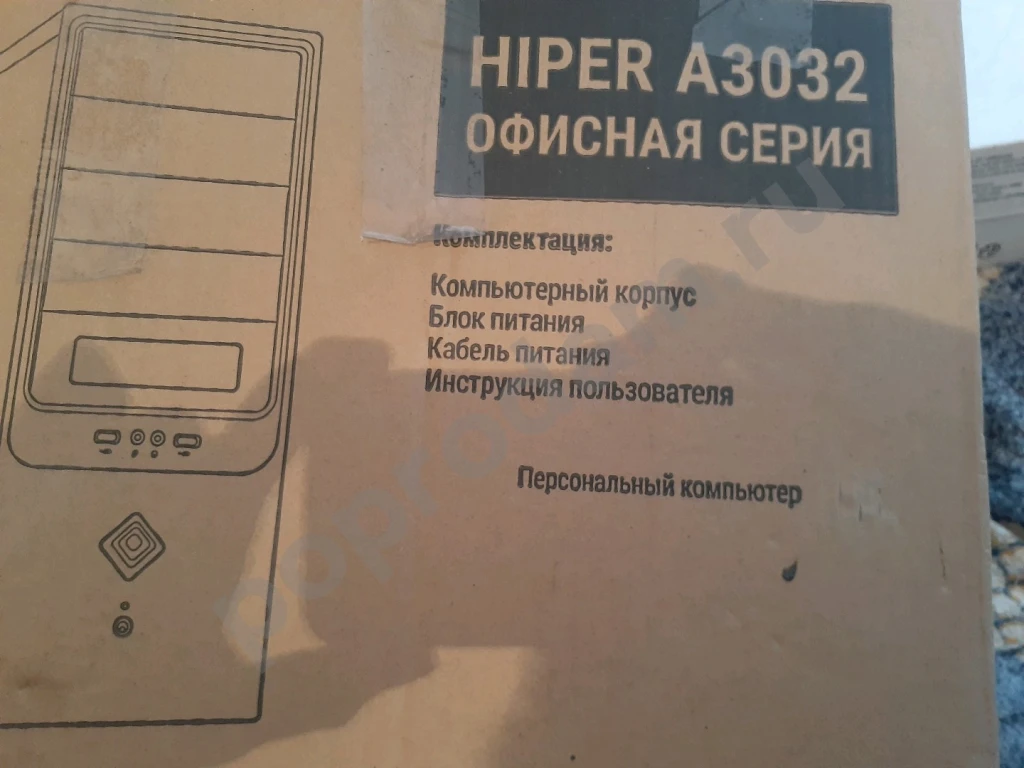 HIPER A3032
ОФИСНАЯ СЕРИЯ
Комплектация:
Компьютерный корпус
Блок питания
Кабель питания
Инструкция пользователя
Персональный компьютер